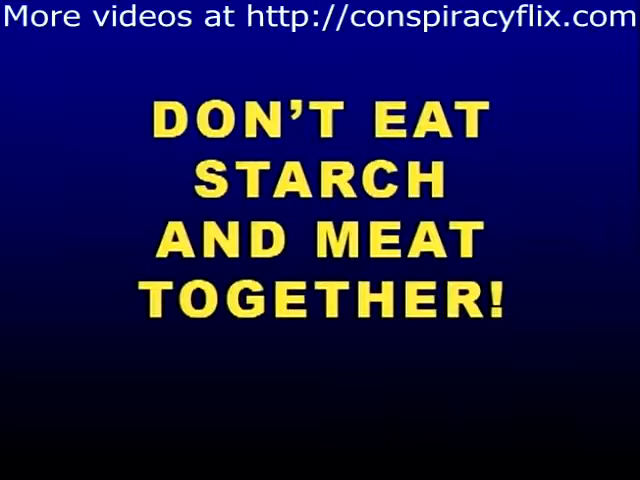 More videos at http://conspiracyflix.com
DON’T EAT
STARCH
AND MEAT
TOGETHER!